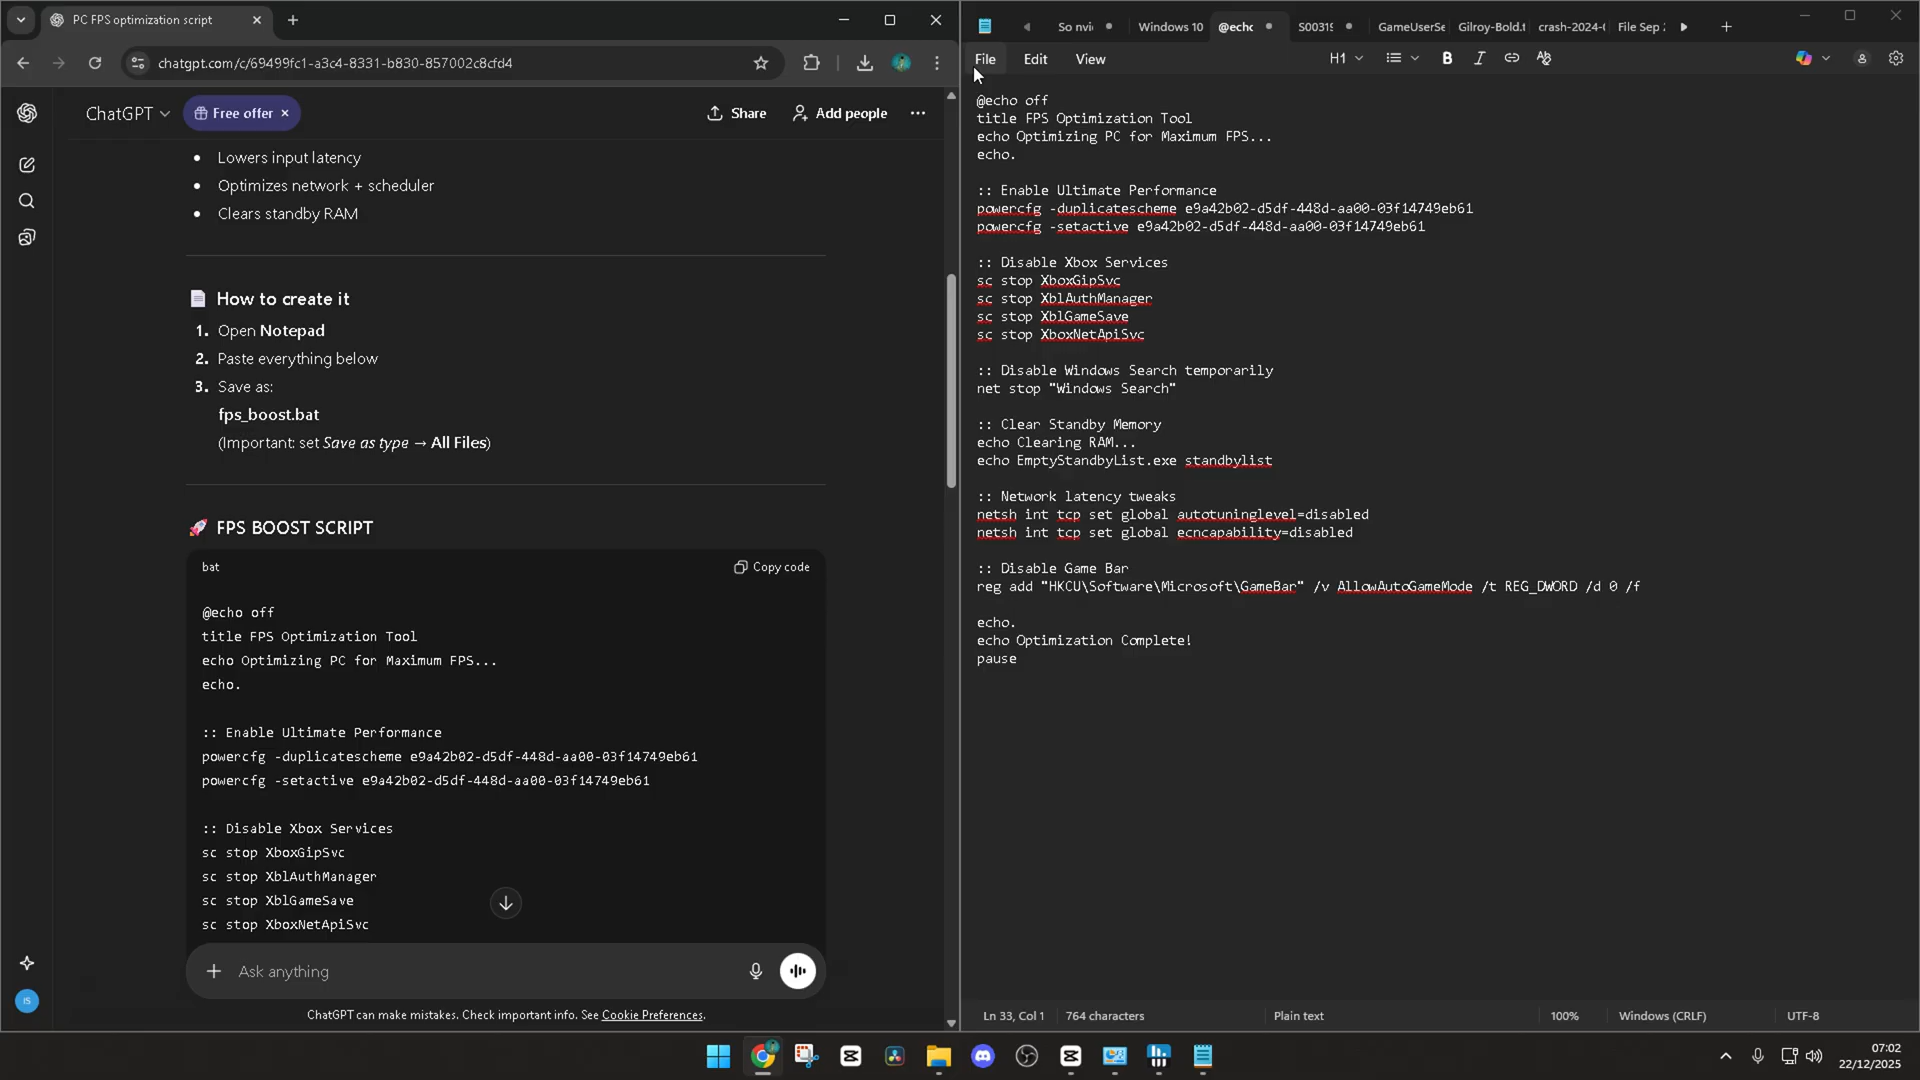 PC FPS optimization script
chatgpt.com/c/69499fc1-a3c4-8331-b830-857002c8cfd4
ChatGPT
Free offer
Share
Add people
• Lowers input latency
• Optimizes network + scheduler
• Clears standby RAM
How to create it
1. Open Notepad
2. Paste everything below
3. Save as:
fps_boost.bat
(Important: set Save as type → All Files)
FPS BOOST SCRIPT
bat
Copy code
@echo off
title FPS Optimization Tool
echo Optimizing PC for Maximum FPS...
echo.
:: Enable Ultimate Performance
powercfg -duplicatescheme e9a42b02-d5df-448d-aa00-03f14749eb61
powercfg -setactive e9a42b02-d5df-448d-aa00-03f14749eb61
:: Disable Xbox Services
sc stop XboxGipSvc
sc stop XblAuthManager
sc stop XblGameSave
sc stop XboxNetApiSvc
Ask anything
IS
ChatGPT can make mistakes. Check important info. See Cookie Preferences.
So nvi
Windows 10
@echo
S0031
GameUserSe
Gilroy-Bold.t
crash-2024-
File Sep
File
Edit
View
H1
B
I
@echo off
title FPS Optimization Tool
echo Optimizing PC for Maximum FPS...
echo.
:: Enable Ultimate Performance
powercfg -duplicatescheme e9a42b02-d5df-448d-aa00-03f14749eb61
powercfg -setactive e9a42b02-d5df-448d-aa00-03f14749eb61
:: Disable Xbox Services
sc stop XboxGipSvc
sc stop XblAuthManager
sc stop XblGameSave
sc stop XboxNetApiSvc
:: Disable Windows Search temporarily
net stop "Windows Search"
:: Clear Standby Memory
echo Clearing RAM...
echo EmptyStandbyList.exe standbylist
:: Network latency tweaks
netsh int tcp set global autotuninglevel=disabled
netsh int tcp set global ecncapability=disabled
:: Disable Game Bar
reg add "HKCU\Software\Microsoft\GameBar" /v AllowAutoGameMode /t REG_DWORD /d 0 /f
echo.
echo Optimization Complete!
pause
Ln 33, Col 1
764 characters
Plain text
100%
Windows (CRLF)
UTF-8
07:02
22/12/2025